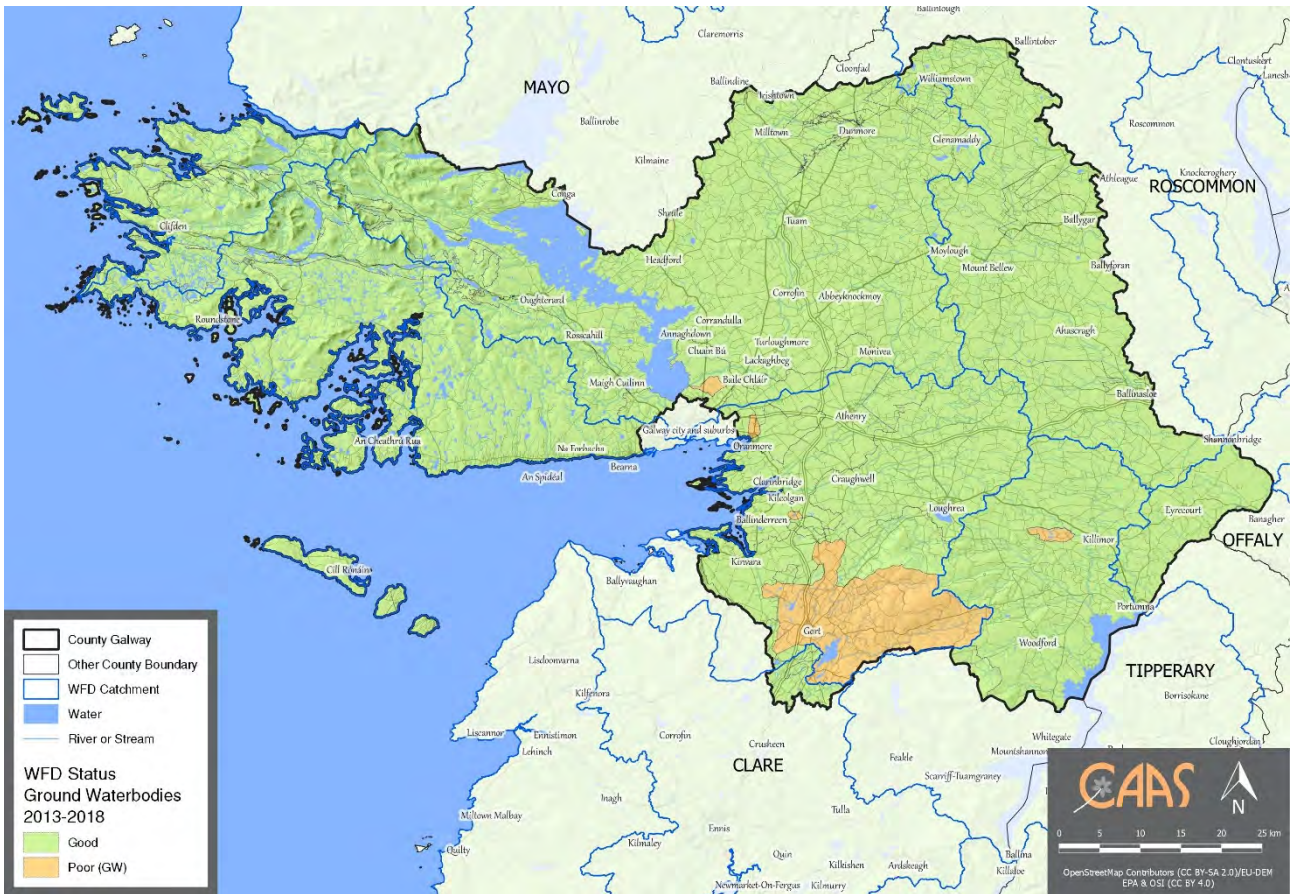 Ballintober
Ballinlough
Claremorris
Cloonfad
Clontuskert
Lanesb
Ballindine
Williamstown
MAYO
Irishtown
Ballinrobe
Milltown
Dunmore
Glenamaddy
Roscommon
Kilmaine
Knockcroghery
Athleague
ROSCOMMON
Conga
Shrule
Tuam
Ballygar
Clifden
Headford
Moylough
Mount Bellew
Ballyforan
Oughterard
Corrofin
Abbeyknockmoy
Roundstone
Corrandulla
Rosscahill
Annaghdown
Turloughmore
Ahascragh
Cluain Bú
Lackaghbeg
Monivea
Maigh Cuilinn
Baile Chláir
Ballinasloe
Athenry
Galway city and suburbs
An Cheathrú Rua
Na Forbacha
Oranmore
Shannonbridge
Bearna
An Spidéal
Clarinbridge
Craughwell
Kilcolgan
Loughrea
Eyrecourt
Ballinderreen
Banagher
Killimor
OFFALY
Kinvara
Cill Rónáin
Ballyvaughan
Portumna
Gort
Woodford
Lisdoonvarna
TIPPERARY
Kilfenora
Borrisokane
Liscannor
Ennistimon
Corrofin
Crusheen
Whitegate
Lehinch
Feakle
Mountshannon
Cloughjordan
CLARE
Scarriff-Tuamgraney
Inagh
Tulla
Miltown Malbay
Ennis
Quilty
Kilmaley
Quin
Kilkishen
Ardskeagh
Ballina
Newmarket-On-Fergus
Kilmurry
Killaloe
County Galway
Other County Boundary
WFD Catchment
Water
River or Stream
WFD Status
Ground Waterbodies
2013-2018
Good
Poor (GW)
CAAS
N
0 5 10 15 20 25 km
OpenStreetMap Contributors (CC BY-SA 2.0)/EU-DEM
EPA & OSI (CC BY 4.0)